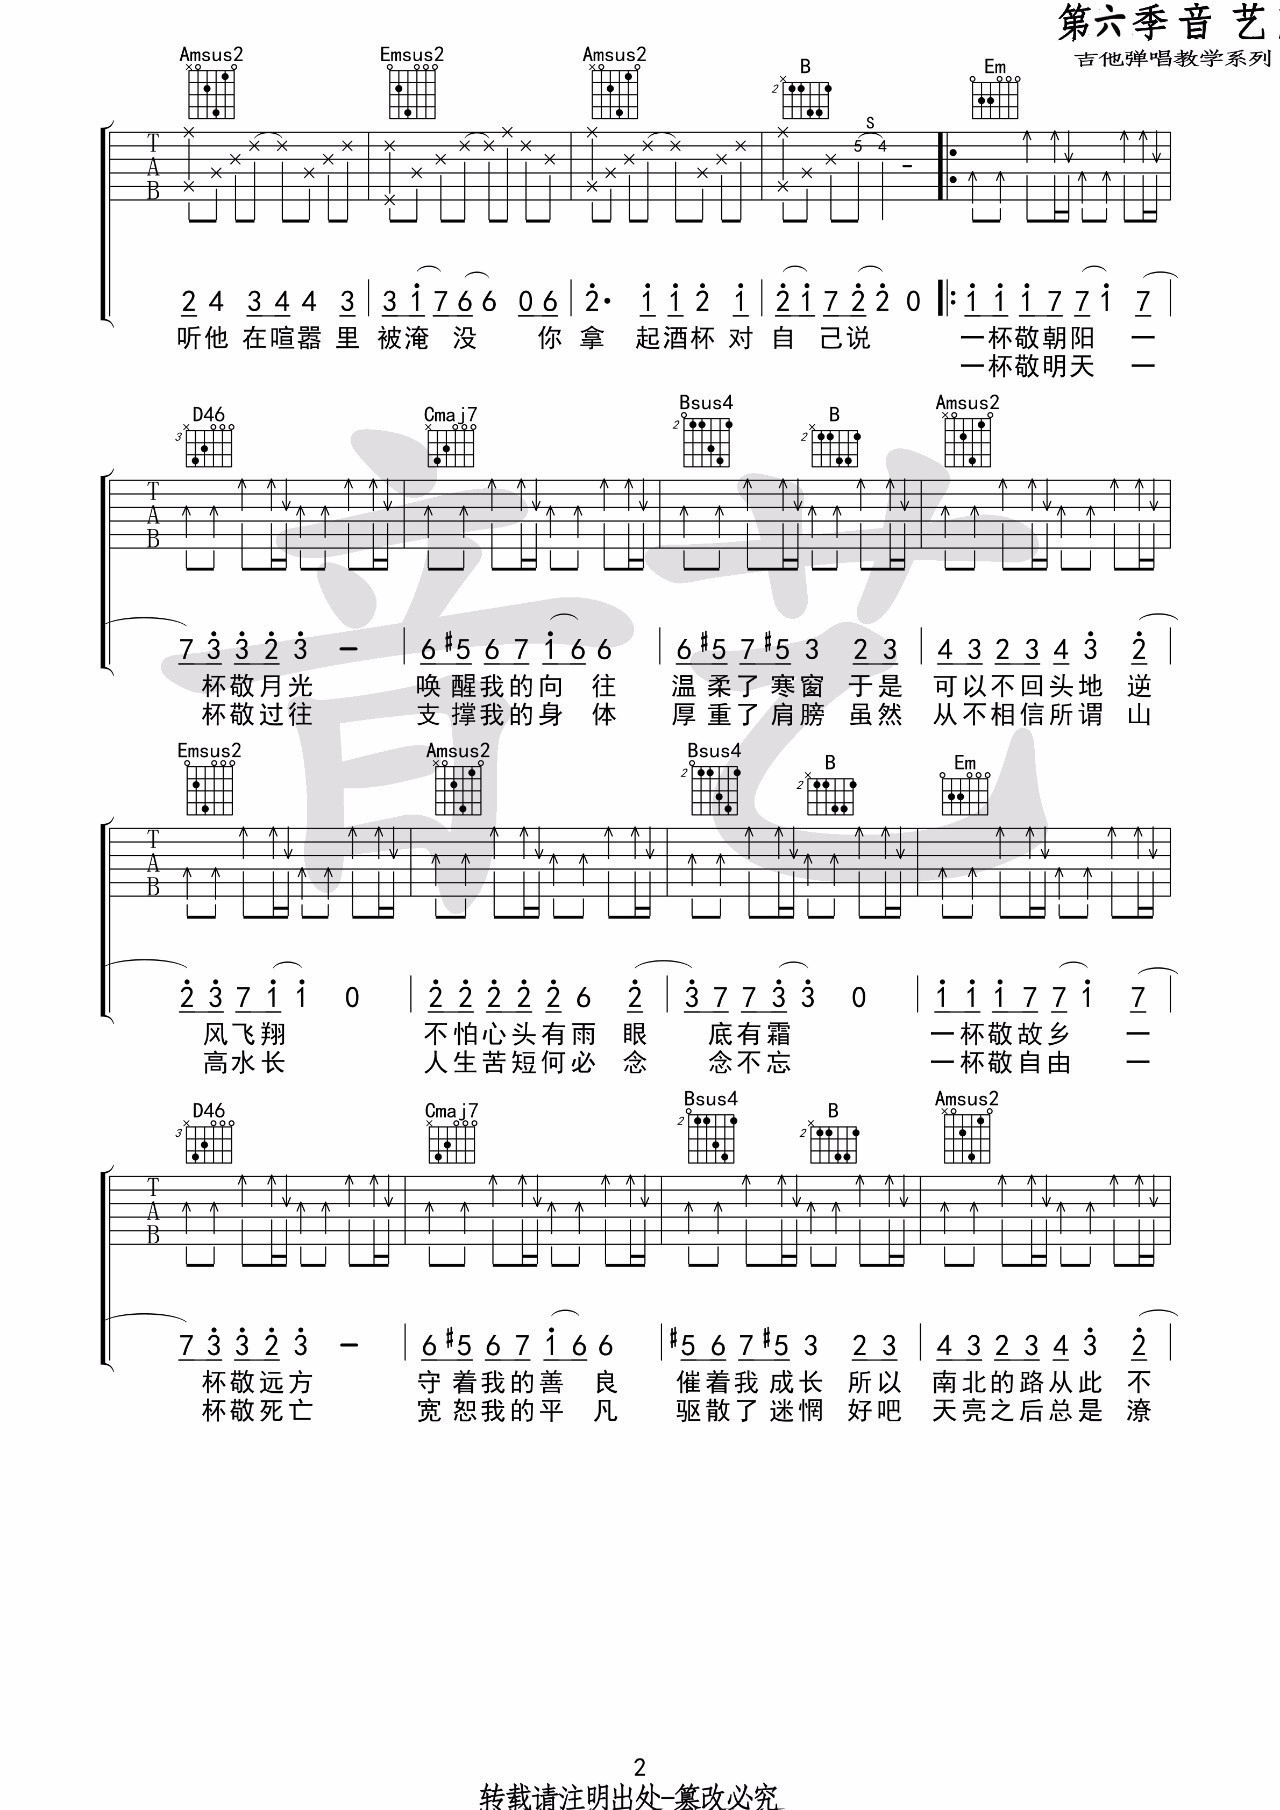 第六季音 艺
吉他弹唱教学系列
Amsus2 Emsus2 Amsus2 B Em
2 2
S
T
A
B
5 4
2 4 3 4 4 3 3 1 7 6 6 0 6 2· 1 1 2 1 2 1 7 2 2 0 1 1 1 7 7 1 7
听他 在喧嚣 里 被淹 没 你 拿 起酒杯 对 自 己说 一杯敬朝阳 一
一杯敬明天 一
D46 Cmaj7 Bsus4 B Amsus2
3 2 2
T
A
B
音 艺
7 3 3 2 3 – 6 #5 6 7 1 6 6 6 #5 7 #5 3 2 3 4 3 2 3 4 3 2
杯敬月光 唤醒我的向 往 温柔了寒窗 于是 可以不回头地 逆
杯敬过往 支撑我的身 体 厚重了肩膀 虽然 从不相信所谓 山
Emsus2 Amsus2 Bsus4 B Em
2 2
T
A
B
2 3 7 1 1 0 2 2 2 2 2 6 2 3 7 7 3 3 0 1 1 1 7 7 1 7
风飞翔 不怕心头有雨 眼 底有霜 一杯敬故乡 一
高水长 人生苦短何必 念 念不忘 一杯敬自由 一
D46 Cmaj7 Bsus4 B Amsus2
3 2 2
T
A
B
7 3 3 2 3 – 6 #5 6 7 1 6 6 #5 6 7 #5 3 2 3 4 3 2 3 4 3 2
杯敬远方 守着我的善 良 催着我成长 所以 南北的路从此 不
杯敬死亡 宽恕我的平 凡 驱散了迷惘 好吧 天亮之后总是 潦
2
转载请注明出处-篡改必究